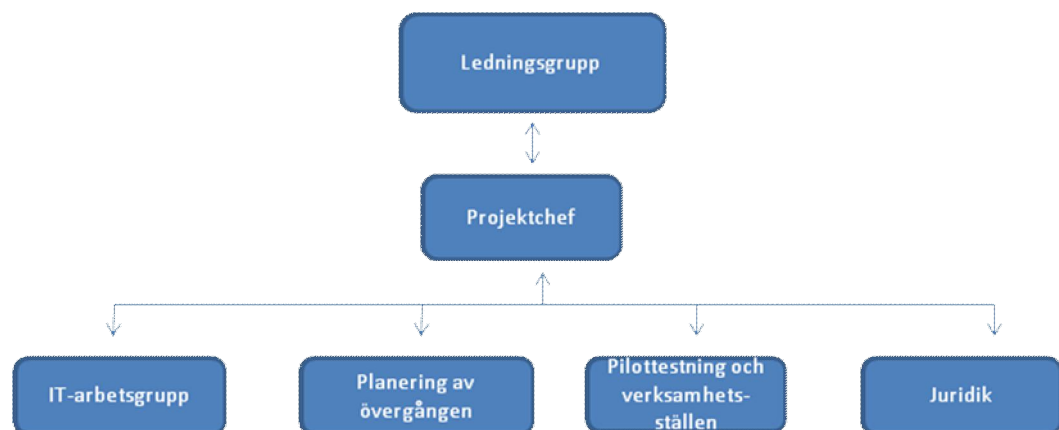 Ledningsgrupp
Projektchef
IT-arbetsgrupp
Planering av
övergången
Pilottestning och
verksamhets-
ställen
Juridik